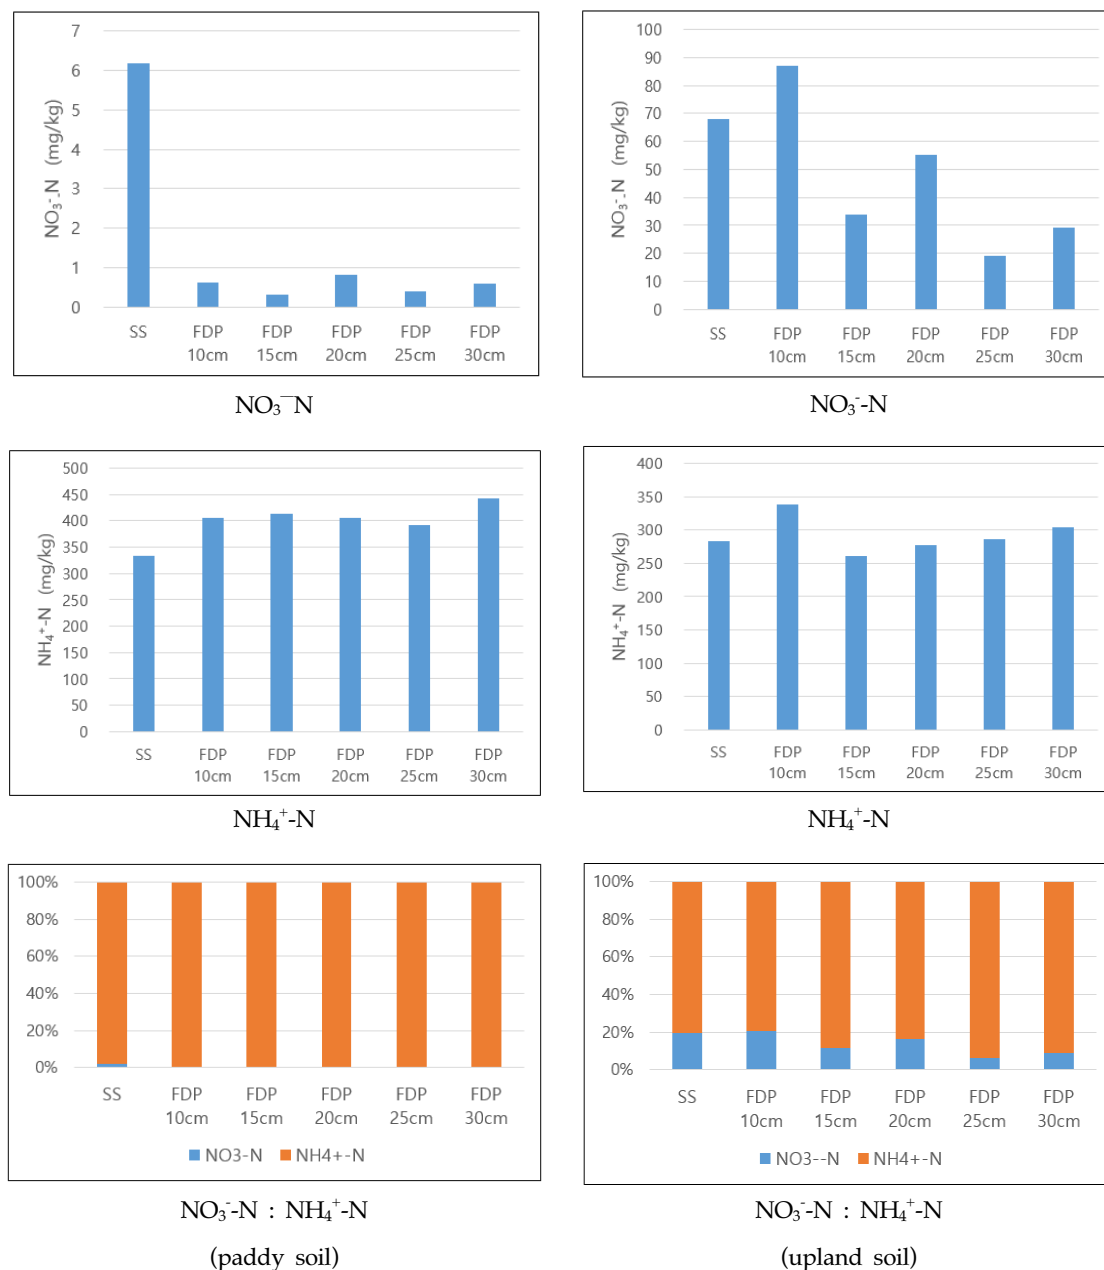 7
6
5
4
3
2
1
0
NO₃⁻-N (mg/kg)
SS FDP FDP FDP FDP FDP
10cm 15cm 20cm 25cm 30cm
NO₃⁻N
100
90
80
70
60
50
40
30
20
10
0
NO₃⁻-N (mg/kg)
SS FDP FDP FDP FDP FDP
10cm 15cm 20cm 25cm 30cm
NO₃⁻-N
500
450
400
350
300
250
200
150
100
50
0
NH₄⁺-N (mg/kg)
SS FDP FDP FDP FDP FDP
10cm 15cm 20cm 25cm 30cm
NH₄⁺-N
400
350
300
250
200
150
100
50
0
NH₄⁺-N (mg/kg)
SS FDP FDP FDP FDP FDP
10cm 15cm 20cm 25cm 30cm
NH₄⁺-N
100%
80%
60%
40%
20%
0%
SS FDP FDP FDP FDP FDP
10cm 15cm 20cm 25cm 30cm
NO3-N NH4+-N
NO₃⁻-N : NH₄⁺-N
(paddy soil)
100%
80%
60%
40%
20%
0%
SS FDP FDP FDP FDP FDP
10cm 15cm 20cm 25cm 30cm
NO3--N NH4+-N
NO₃⁻-N : NH₄⁺-N
(upland soil)